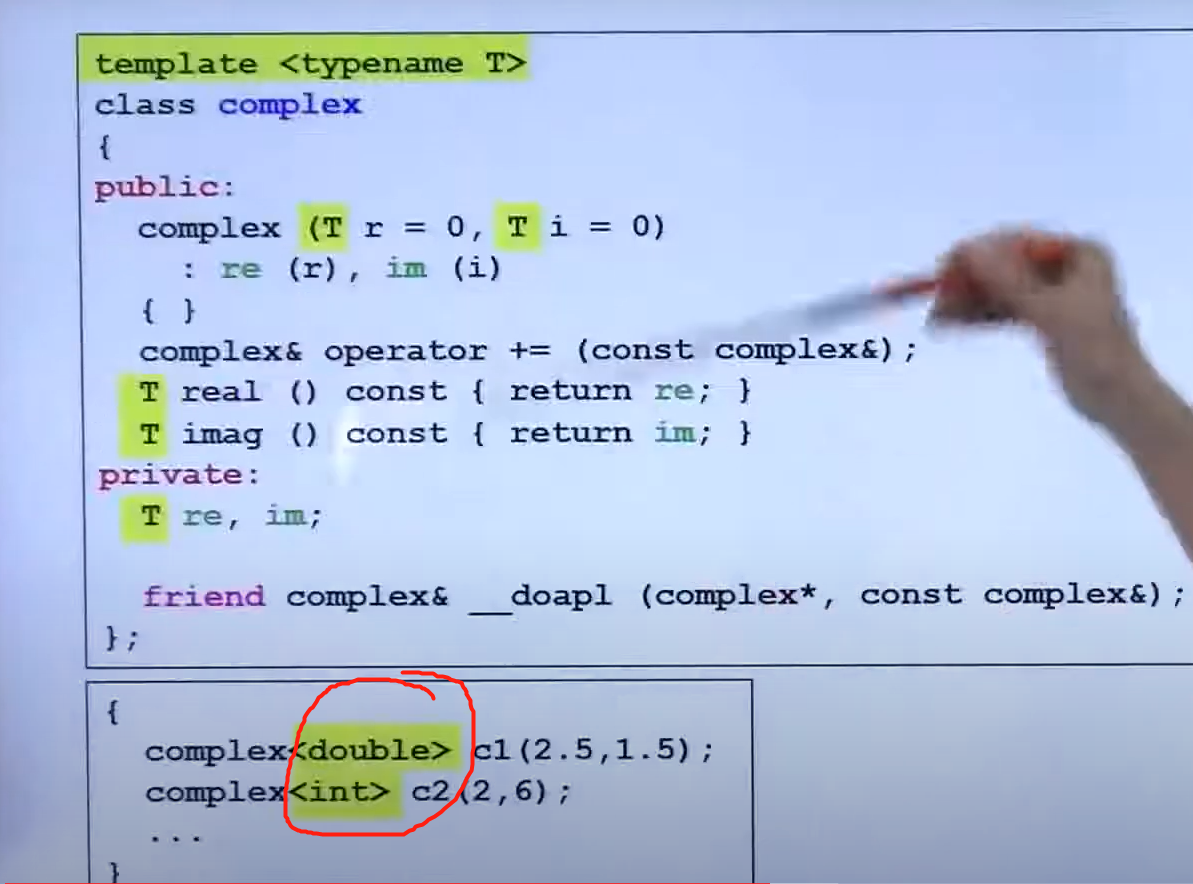 template <typename T>
class complex
{
public:
complex (T r = 0, T i = 0)
: re (r), im (i)
{ }
complex& operator += (const complex&);
T real () const { return re; }
T imag () const { return im; }
private:
T re, im;
friend complex& __doapl (complex*, const complex&);
};
{
complex<double> c1(2.5,1.5);
complex<int> c2(2,6);
...
}